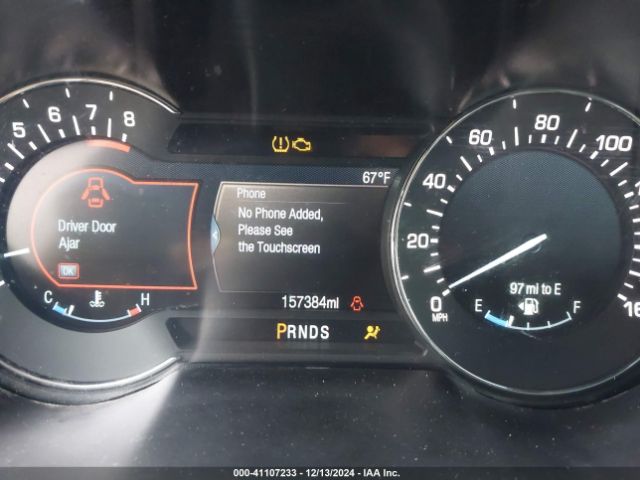 5 6 7 8
Driver Door
Ajar
OK
C H
67°F
Phone
No Phone Added,
Please See
the Touchscreen
157384mi
PRNDS
0 20 40 60 80 100 16
MPH
97 mi to E
E F
000-41107233 - 12/13/2024 - IAA Inc.